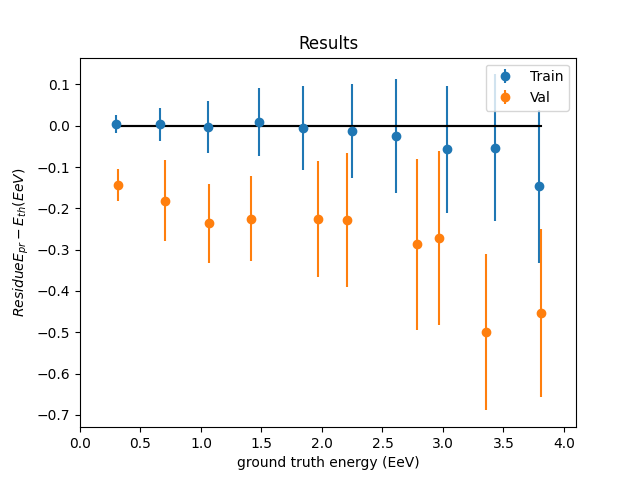 Results
Train
Val
0.1
0.0
−0.1
−0.2
−0.3
−0.4
−0.5
−0.6
−0.7
ResidueE_{pr} − E_{th}(EeV)
0.0 0.5 1.0 1.5 2.0 2.5 3.0 3.5 4.0
ground truth energy (EeV)